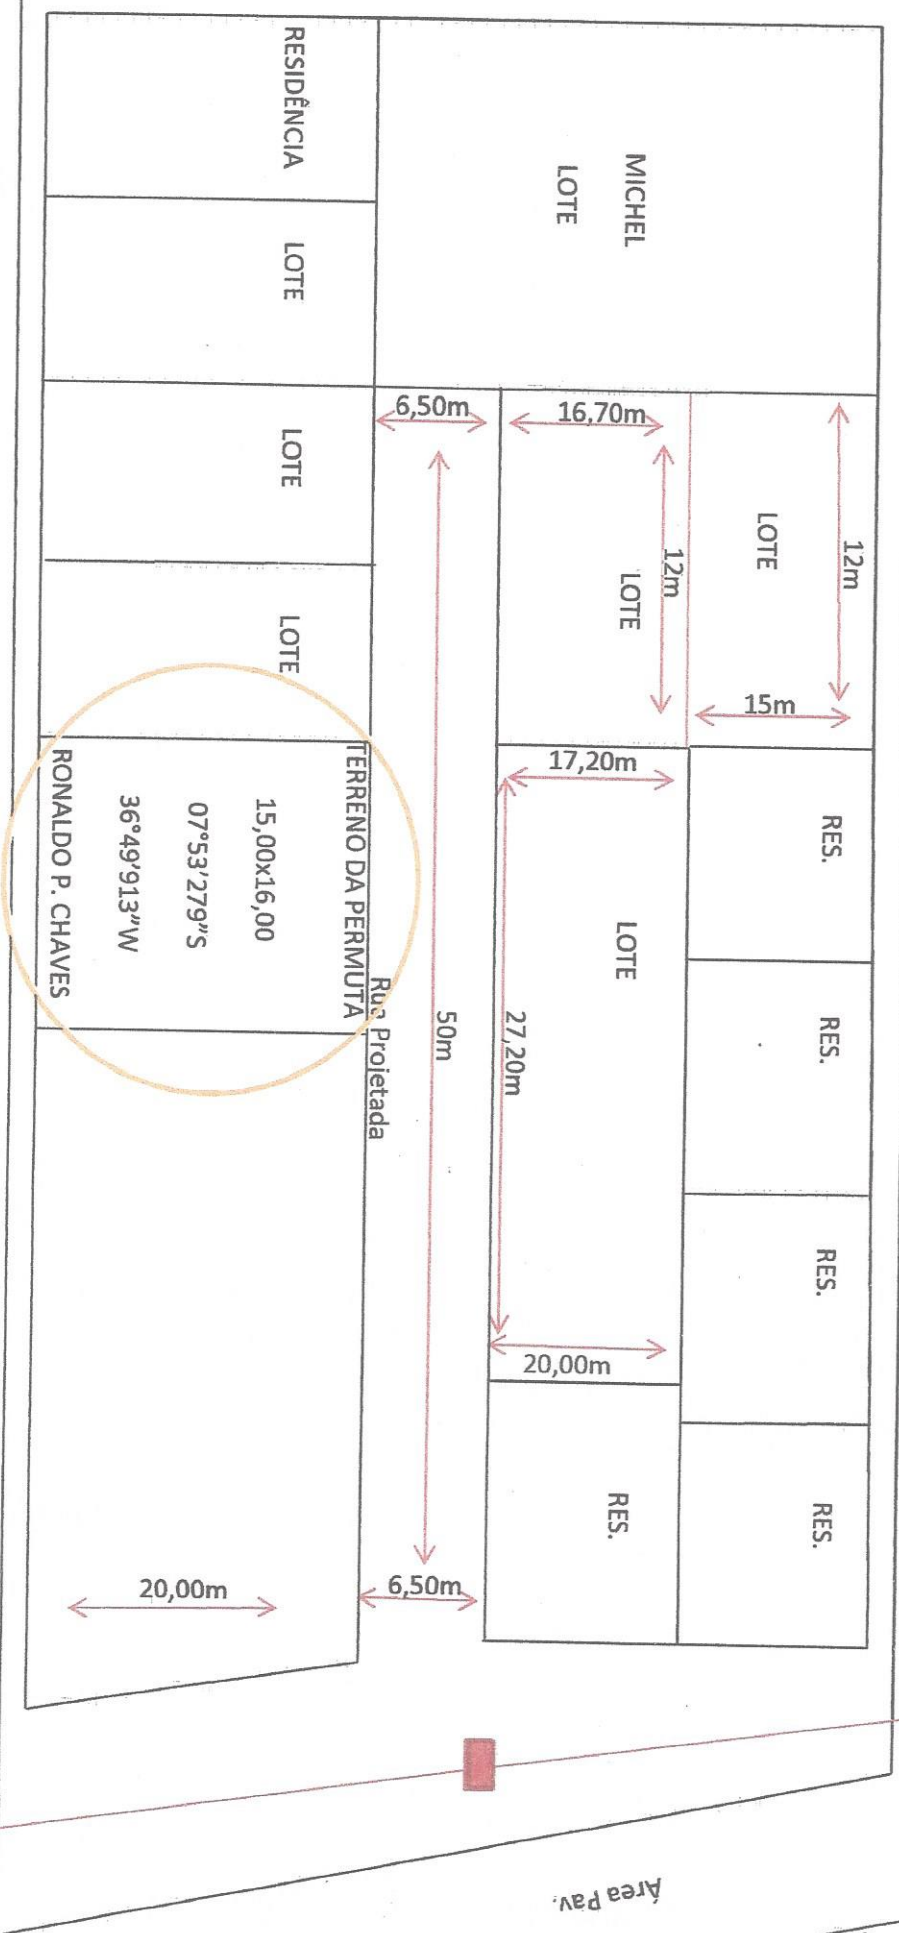 12m
RES.
RES.
RES.
RES.
LOTE
15m
MICHEL
LOTE
12m
LOTE
16,70m
17,20m
LOTE
27,20m
20,00m
RES.
6,50m
50m
6,50m
Rua Projetada
RESIDÊNCIA
LOTE
LOTE
LOTE
TERRENO DA PERMUTA
15,00x16,00
07°53'279"S
36°49'913"W
RONALDO P. CHAVES
20,00m
Área Pav.